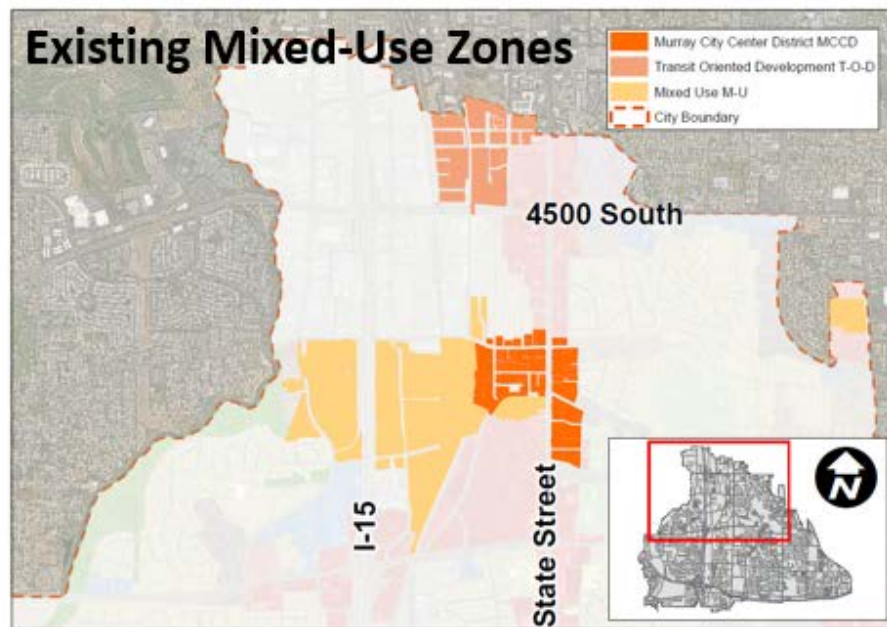 Existing Mixed-Use Zones
Murray City Center District MCCD
Transit Oriented Development T-O-D
Mixed Use M-U
City Boundary
4500 South
I-15
State Street
N